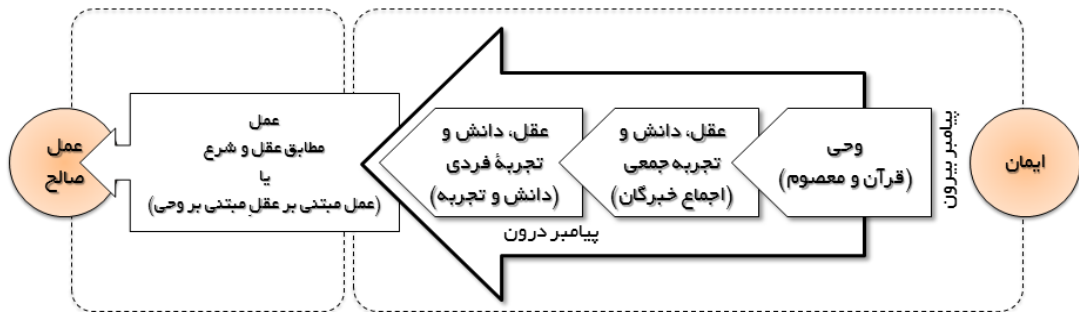 ایمان
پیامبر بیرون
وحی
(قرآن و معصوم)
عقل، دانش و
تجربه جمعی
(اجماع خبرگان)
عقل، دانش و
تجربهٔ فردی
(دانش و تجربه)
پیامبر درون
عمل
مطابق عقل و شرع
یا
(عمل مبتنی بر عقلِ مبتنی بر وحی)
عمل
صالح